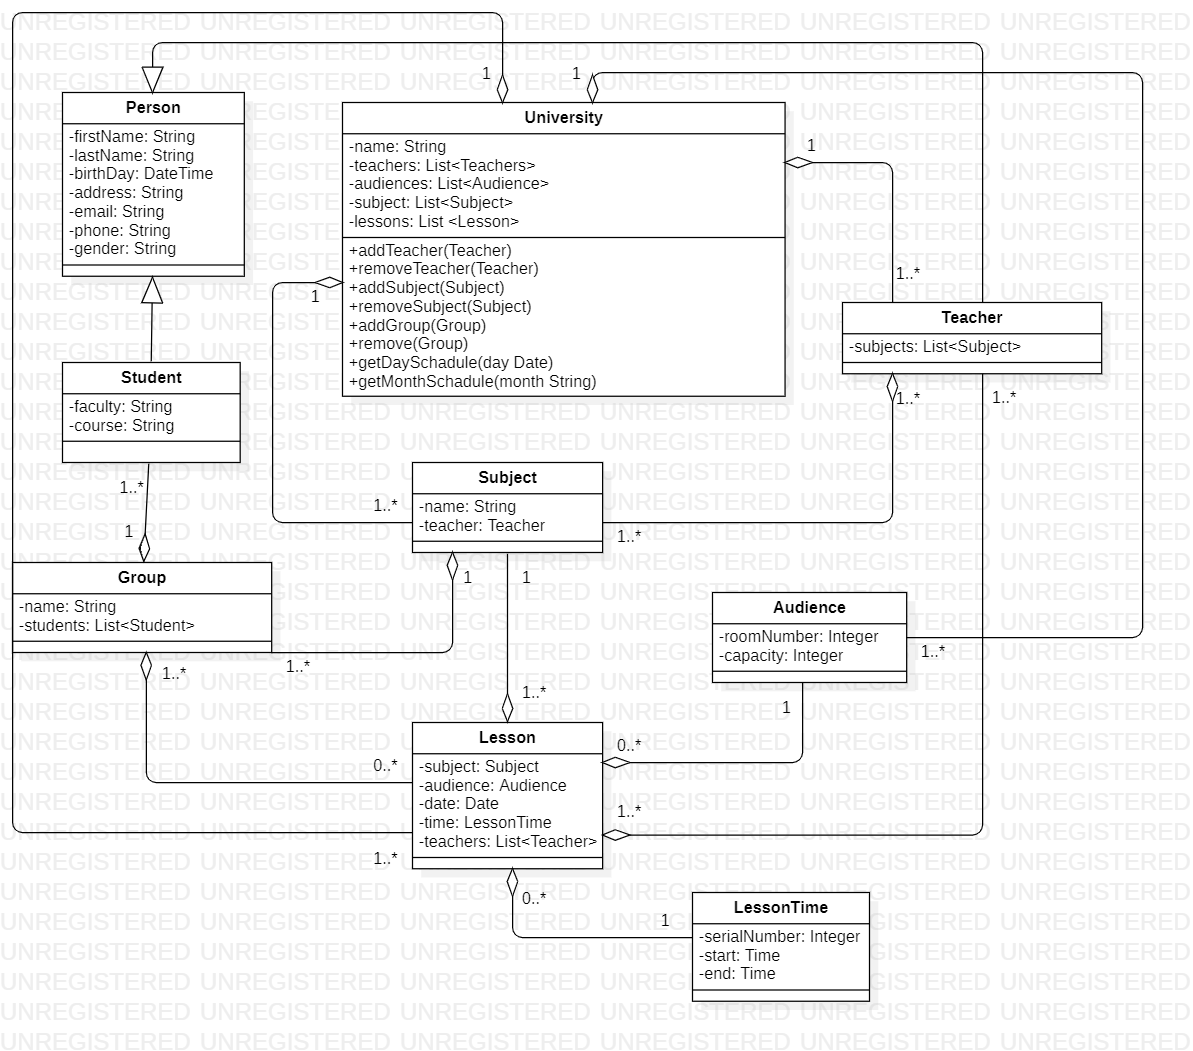 Person
-firstName: String
-lastName: String
-birthDay: DateTime
-address: String
-email: String
-phone: String
-gender: String
1
1
University
-name: String
-teachers: List<Teachers>
-audiences: List<Audience>
-subject: List<Subject>
-lessons: List <Lesson>
+addTeacher(Teacher)
+removeTeacher(Teacher)
+addSubject(Subject)
+removeSubject(Subject)
+addGroup(Group)
+remove(Group)
+getDaySchadule(day Date)
+getMonthSchadule(month String)
1
1..*
1
Teacher
-subjects: List<Subject>
1..*
1..*
Student
-faculty: String
-course: String
1..*
1
Subject
-name: String
-teacher: Teacher
1..*
1..*
1
1
Group
-name: String
-students: List<Student>
1..*
1..*
Audience
-roomNumber: Integer
-capacity: Integer
1..*
1
1..*
0..*
0..*
1..*
1..*
Lesson
-subject: Subject
-audience: Audience
-date: Date
-time: LessonTime
-teachers: List<Teacher>
0..*
1
LessonTime
-serialNumber: Integer
-start: Time
-end: Time
UNREGISTERED